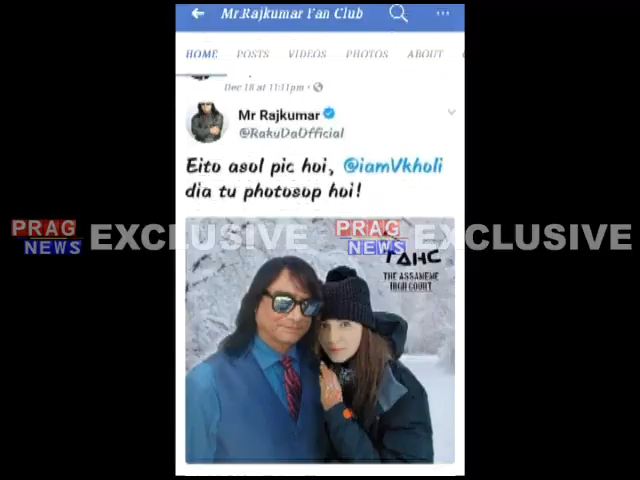 Mr.Rajkumar Fan Club
HOME POSTS VIDEOS PHOTOS ABOUT
Dec 18 at 11:11pm
Mr Rajkumar
@RakuDaOfficial
Eito asol pic hoi, @iamVkholi
dia tu photosop hoi!
PRAG NEWS EXCLUSIVE PRAG NEWS EXCLUSIVE
TAHC
THE ASSAMEME
HIGH COURT